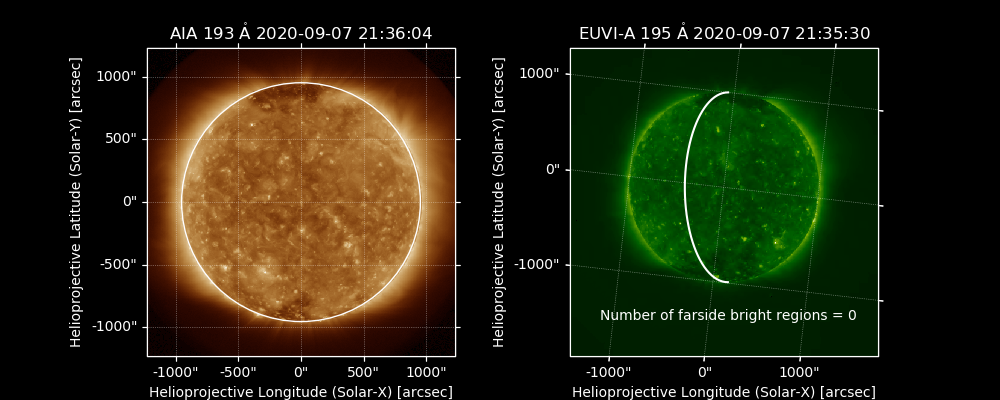 AIA 193 Å 2020-09-07 21:36:04
EUVI-A 195 Å 2020-09-07 21:35:30
Helioprojective Latitude (Solar-Y) [arcsec]
1000"
500"
0"
-500"
-1000"
-1000"
-500"
0"
500"
1000"
Helioprojective Longitude (Solar-X) [arcsec]
Helioprojective Latitude (Solar-Y) [arcsec]
1000"
0"
-1000"
Number of farside bright regions = 0
-1000"
0"
1000"
Helioprojective Longitude (Solar-X) [arcsec]